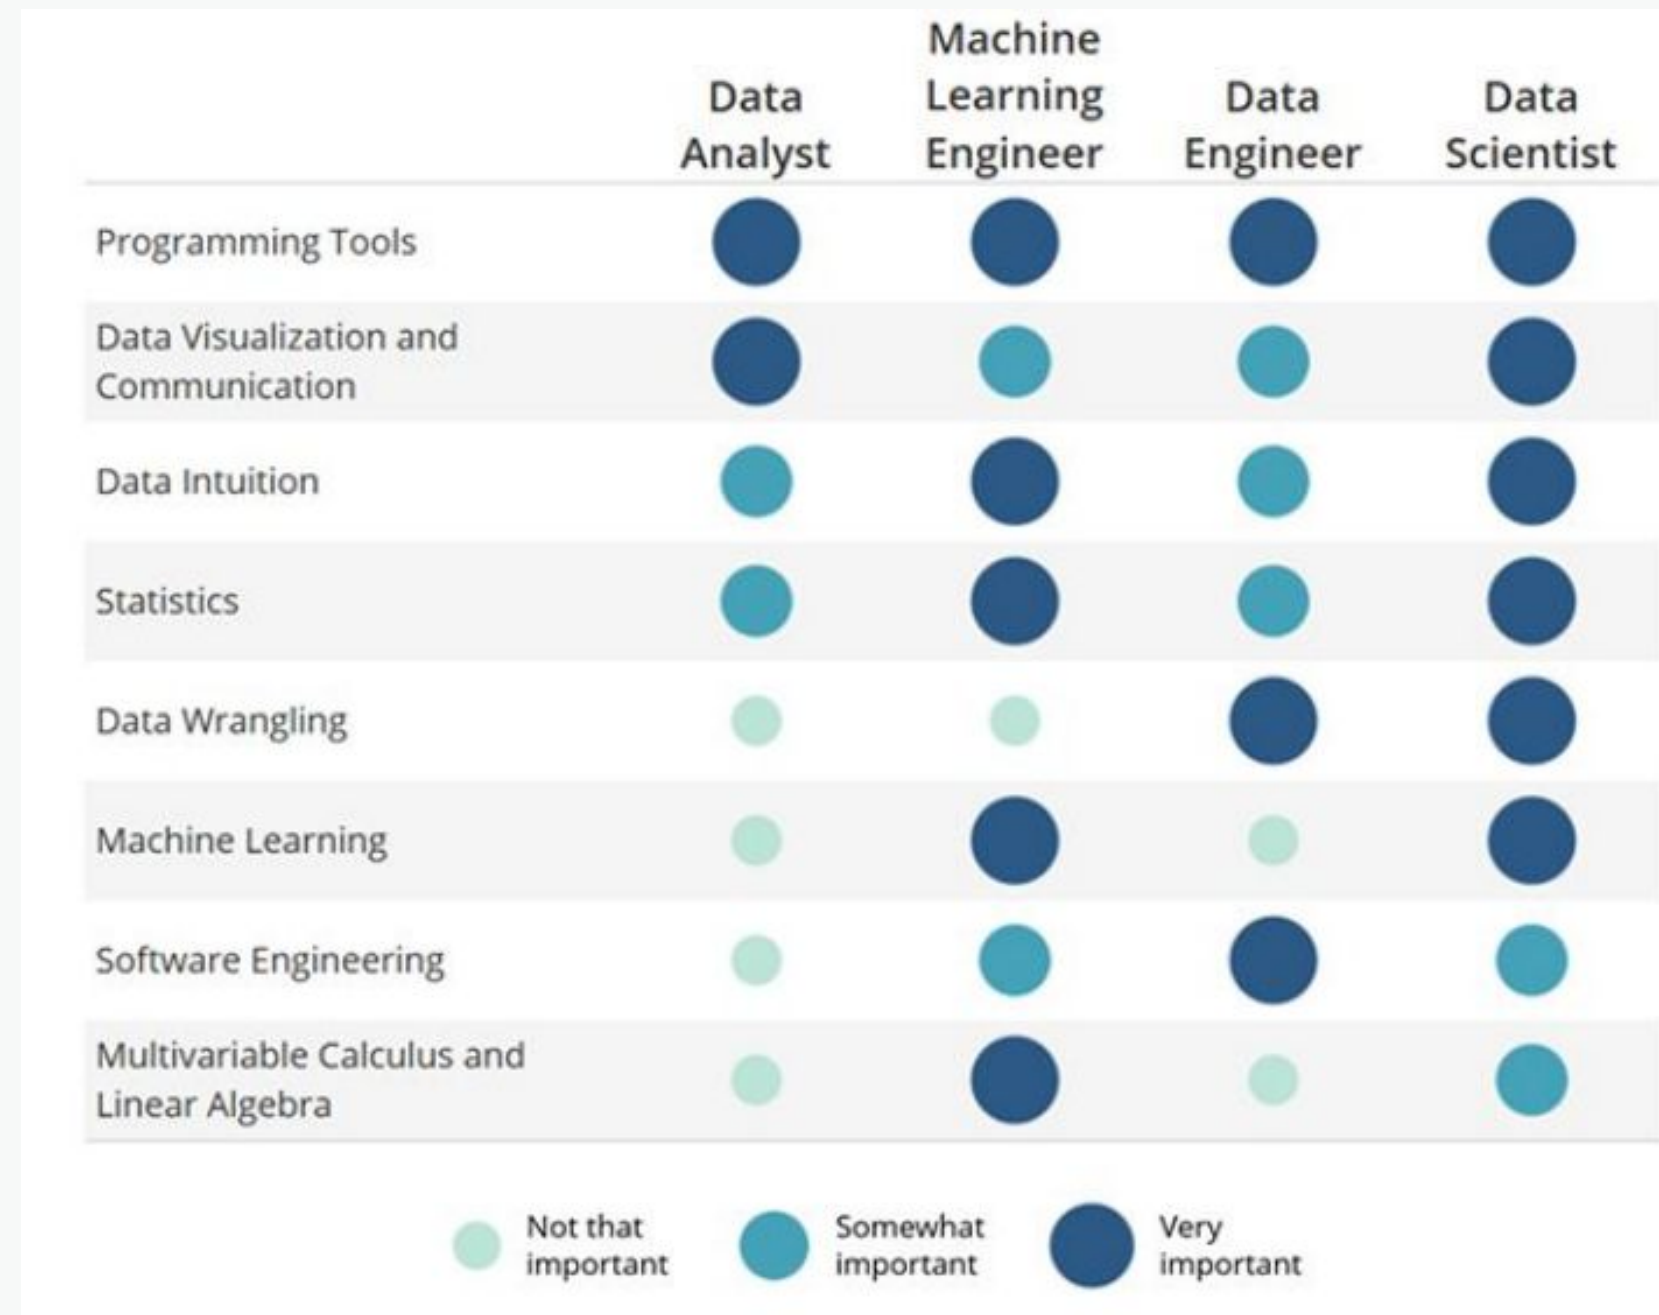 Data
Analyst
Machine
Learning
Engineer
Data
Engineer
Data
Scientist
Programming Tools
Data Visualization and
Communication
Data Intuition
Statistics
Data Wrangling
Machine Learning
Software Engineering
Multivariable Calculus and
Linear Algebra
Not that
important
Somewhat
important
Very
important